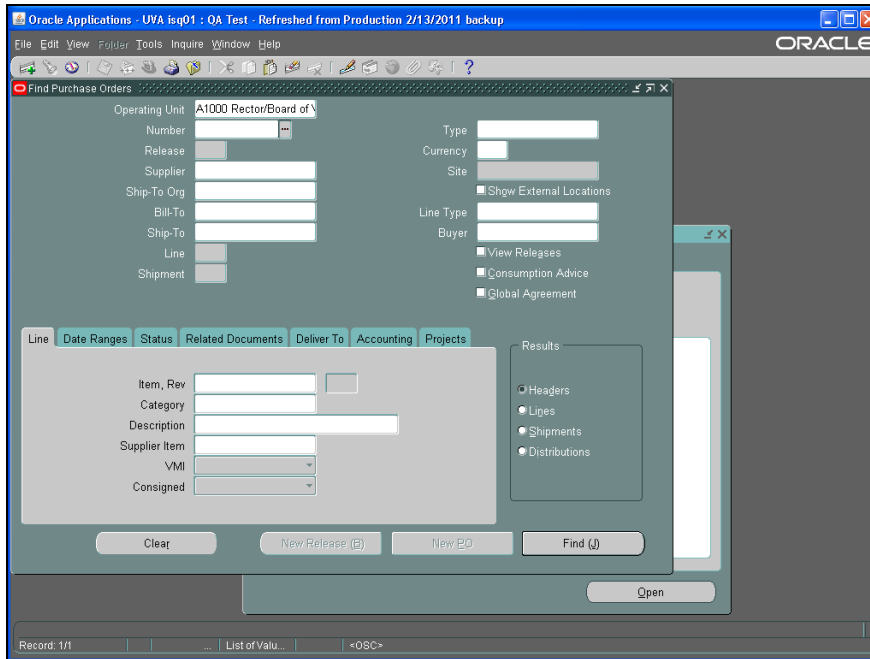 Oracle Applications - UVA isq01 : QA Test - Refreshed from Production 2/13/2011 backup
File Edit View Folder Tools Inquire Window Help
ORACLE
Find Purchase Orders
Operating Unit A1000 Rector/Board of V
Number
Type
Release
Currency
Supplier
Site
Ship-To Org
Show External Locations
Bill-To
Line Type
Ship-To
Buyer
Line
View Releases
Shipment
Consumption Advice
Global Agreement
Line Date Ranges Status Related Documents Deliver To Accounting Projects
Results
Item, Rev
Headers
Category
Lines
Description
Shipments
Supplier Item
Distributions
VMI
Consigned
Clear
New Release (B)
New PO
Find (J)
Open
Record: 1/1 ... List of Valu... <OSC>